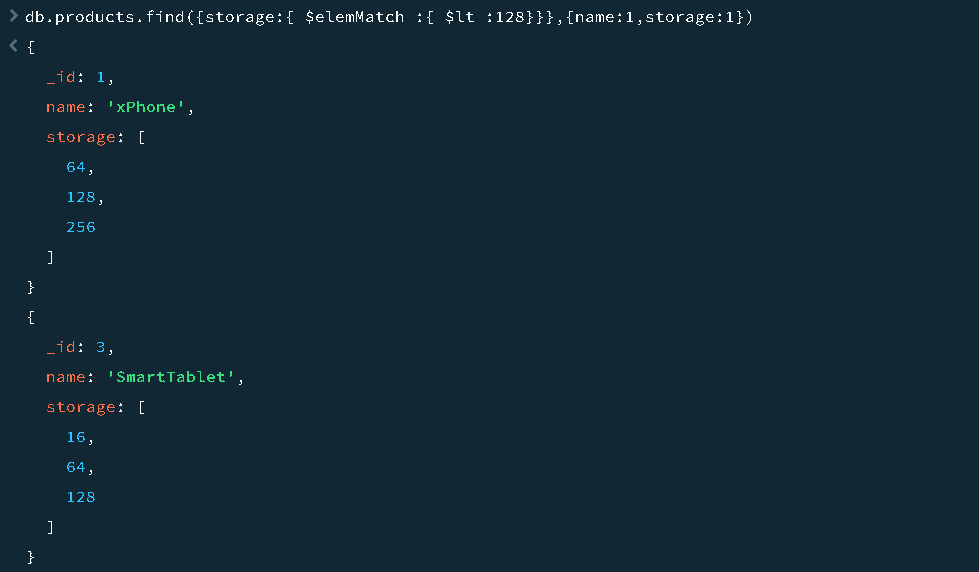 > db.products.find({storage:{ $elemMatch :{ $lt :128}}},{name:1,storage:1})
< {
_id: 1,
name: 'xPhone',
storage: [
64,
128,
256
]
}
{
_id: 3,
name: 'SmartTablet',
storage: [
16,
64,
128
]
}